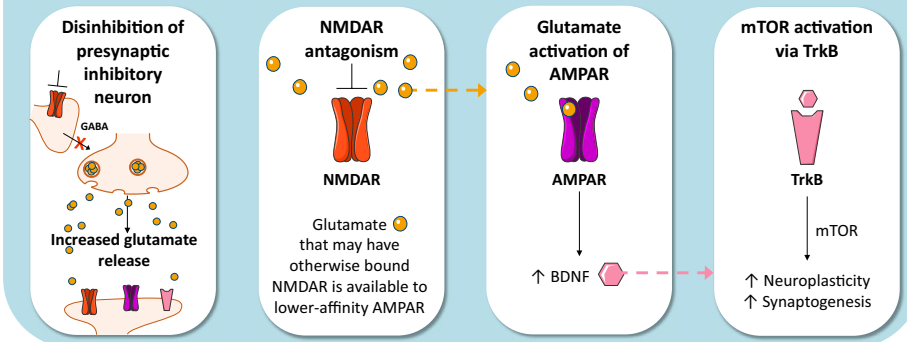 Disinhibition of
presynaptic
inhibitory
neuron
GABA
Increased glutamate
release
NMDAR
antagonism
NMDAR
Glutamate
that may have
otherwise bound
NMDAR is available to
lower-affinity AMPAR
Glutamate
activation of
AMPAR
AMPAR
↑ BDNF
mTOR activation
via TrkB
TrkB
mTOR
↑ Neuroplasticity
↑ Synaptogenesis